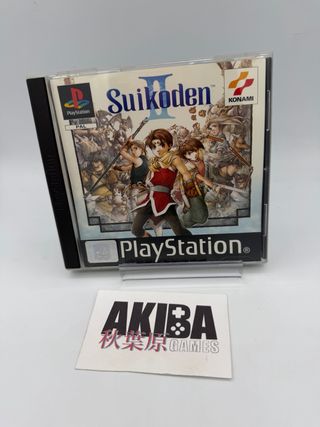 PlayStation
PAL
II
Suikoden
KONAMI
PlayStation
AKIBA
秋葉原
GAMES